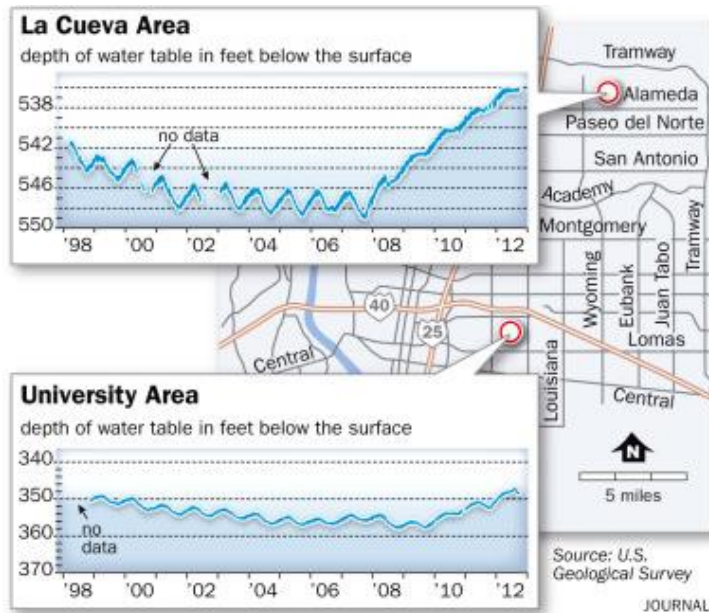 La Cueva Area
depth of water table in feet below the surface
538
542
546
550
no data
'98 '00 '02 '04 '06 '08 '10 '12
Tramway
Alameda
Paseo del Norte
San Antonio
Academy
Montgomery
Wyoming
Eubank
Juan Tabo
Tramway
40
25
Lomas
Central
Louisiana
Central
University Area
depth of water table in feet below the surface
340
350
360
370
no
data
'98 '00 '02 '04 '06 '08 '10 '12
N
5 miles
Source: U.S.
Geological Survey
JOURNAL